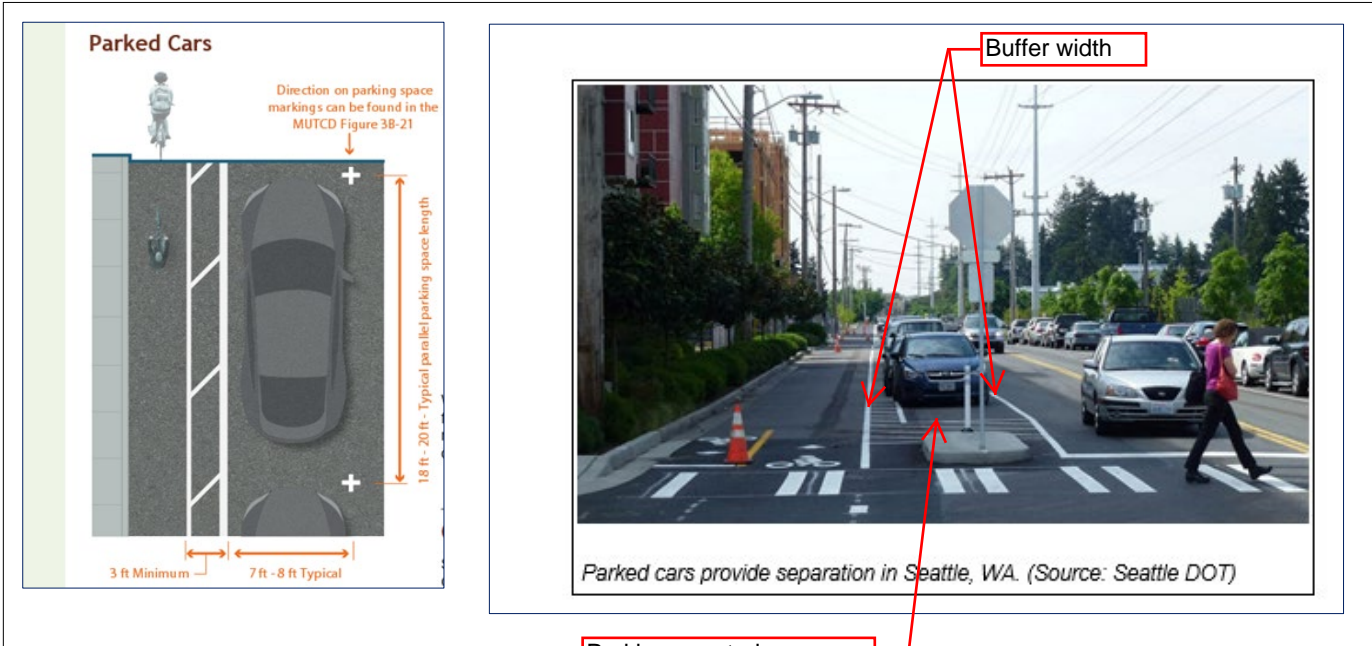 Parked Cars
Direction on parking space
markings can be found in the
MUTCD Figure 3B-21
18 ft - 20 ft - Typical parallel parking space length
3 ft Minimum
7 ft - 8 ft Typical
Buffer width
Parked cars provide separation in Seattle, WA. (Source: Seattle DOT)